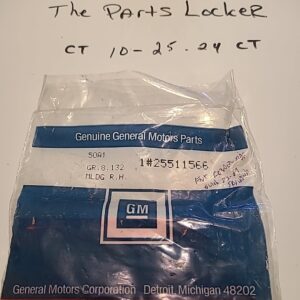 The Parts Locker
CT 10-25-24 CT
Genuine General Motors Parts
50A1
1#25511566
GR.8.132
MLDG R.H.
GM
General Motors Corporation Detroit, Michigan 48202